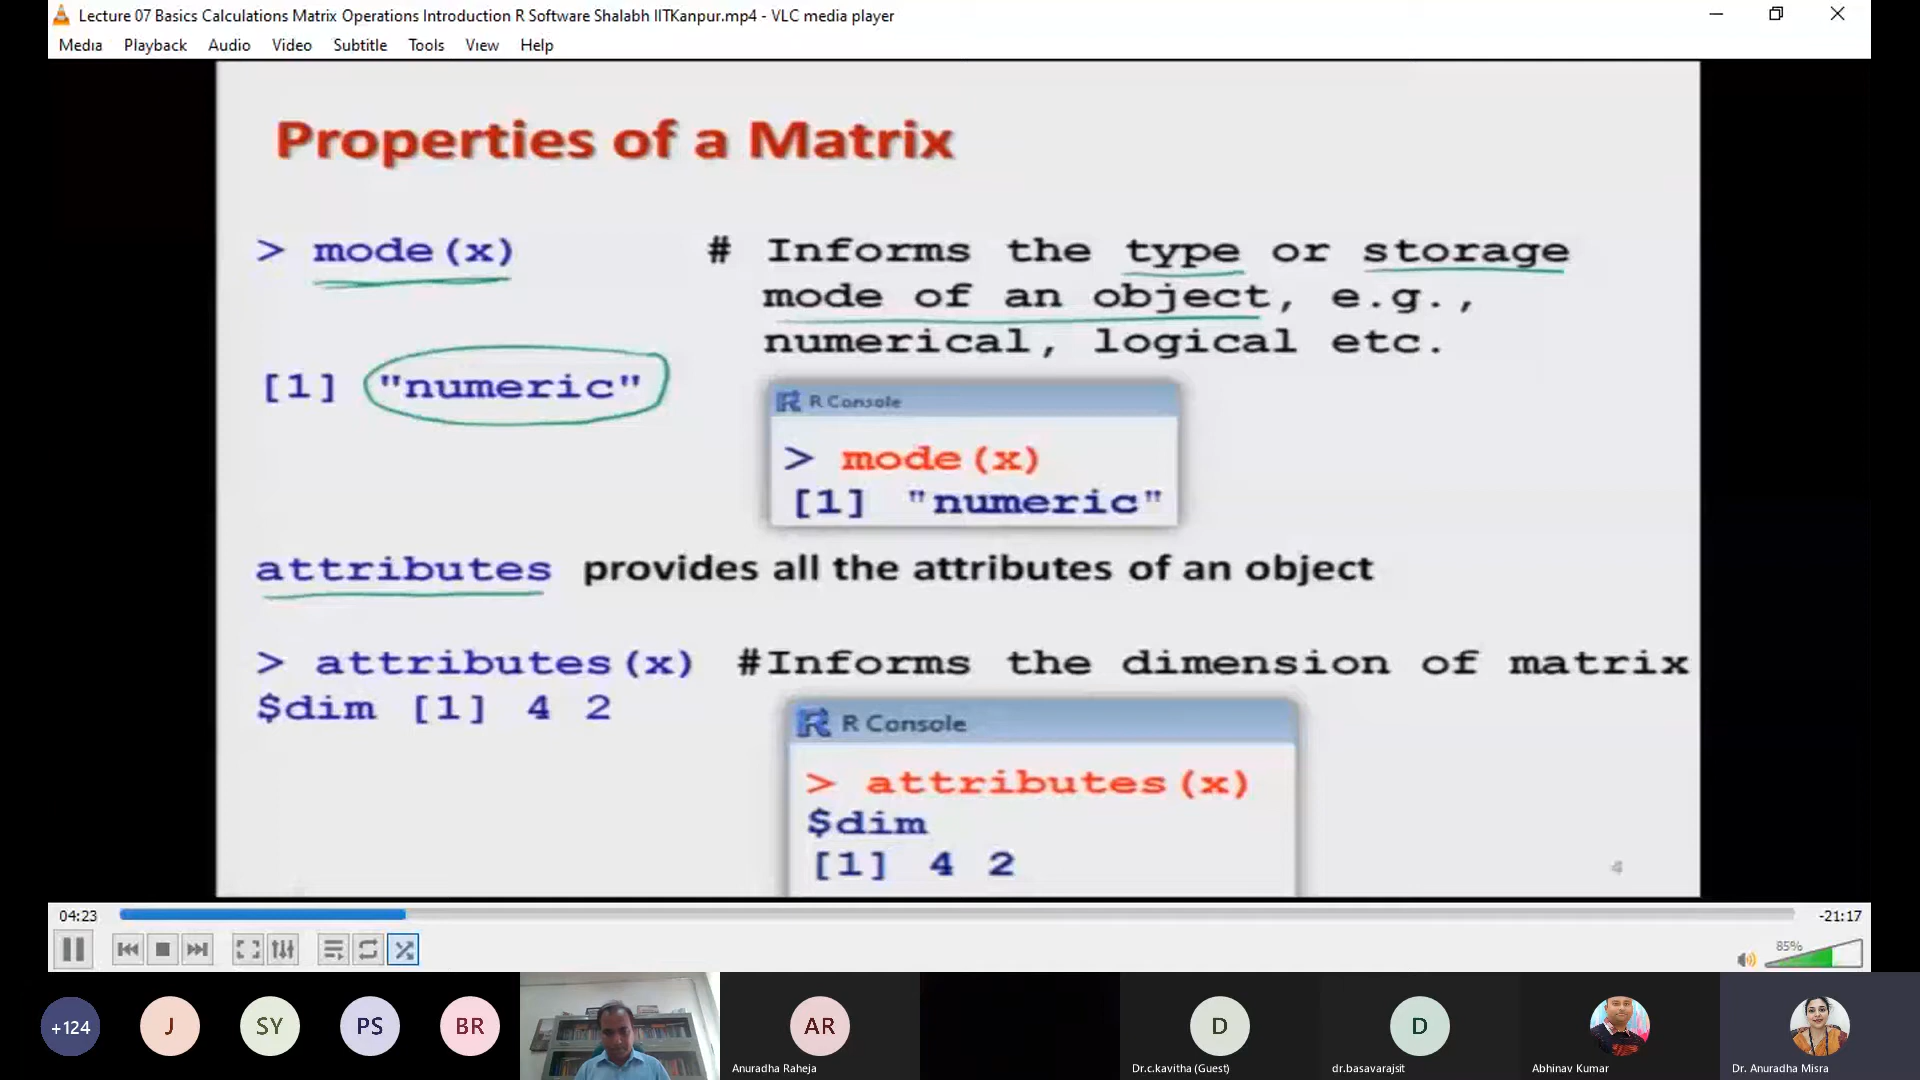 Lecture 07 Basics Calculations Matrix Operations Introduction R Software Shalabh IITKanpur.mp4 - VLC media player
Media Playback Audio Video Subtitle Tools View Help
Properties of a Matrix
> mode(x) # Informs the type or storage
mode of an object, e.g.,
numerical, logical etc.
[1] "numeric"
R Console
> mode(x)
[1] "numeric"
attributes provides all the attributes of an object
> attributes(x) #Informs the dimension of matrix
$dim [1] 4 2
R Console
> attributes(x)
$dim
[1] 4 2
4
04:23 -21:17
85%
+124 J SY PS BR AR D D
Anuradha Raheja Dr.c.kavitha (Guest) dr.basavarajsit Abhinav Kumar Dr. Anuradha Misra